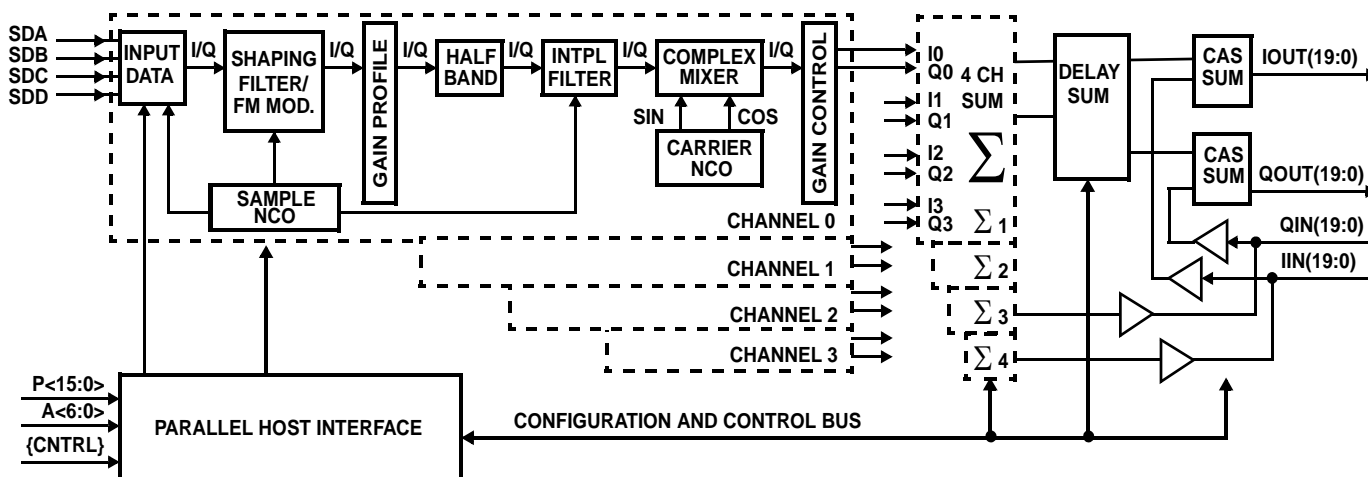 SDA
SDB
SDC
SDD
INPUT
DATA
I/Q
SHAPING
FILTER/
FM MOD.
I/Q
GAIN PROFILE
I/Q
HALF
BAND
I/Q
INTPL
FILTER
I/Q
COMPLEX
MIXER
I/Q
GAIN CONTROL
SIN
COS
CARRIER
NCO
SAMPLE
NCO
CHANNEL 0
CHANNEL 1
CHANNEL 2
CHANNEL 3
I0
Q0
4 CH
SUM
I1
Q1
∑
I2
Q2
I3
Q3
∑ 1
∑ 2
∑ 3
∑ 4
DELAY
SUM
CAS
SUM
IOUT(19:0)
CAS
SUM
QOUT(19:0)
QIN(19:0)
IIN(19:0)
P<15:0>
A<6:0>
{CNTRL}
PARALLEL HOST INTERFACE
CONFIGURATION AND CONTROL BUS